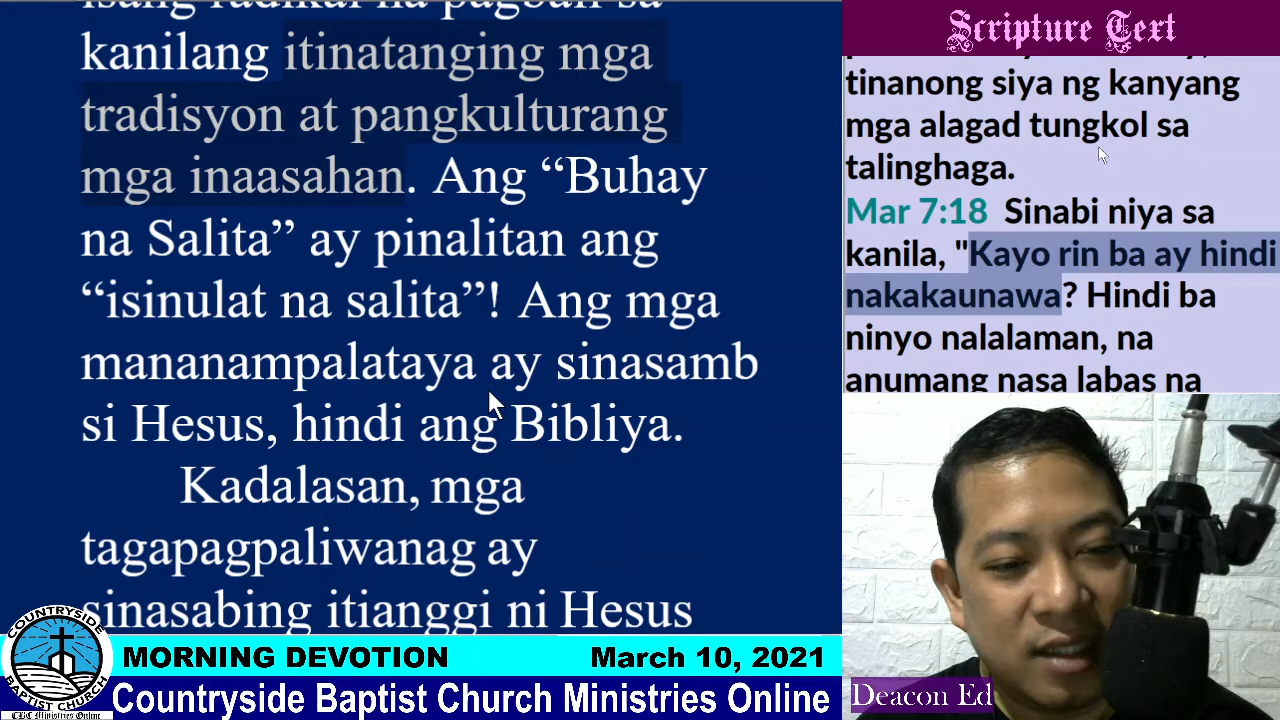 kanilang itinatanging mga
tradisyon at pangkulturang
mga inaasahan. Ang “Buhay
na Salita” ay pinalitan ang
“isinulat na salita”! Ang mga
mananampalataya ay sinasamb
si Hesus, hindi ang Bibliya.
Kadalasan, mga
tagapagpaliwanag ay
sinasabing itianggi ni Hesus
Scripture Text
tinanong siya ng kanyang
mga alagad tungkol sa
talinghaga.
Mar 7:18 Sinabi niya sa
kanila, "Kayo rin ba ay hindi
nakakaunawa? Hindi ba
ninyo nalalaman, na
anumang nasa labas na
COUNTRYSIDE
BAPTIST CHURCH
CBC Ministries Online
MORNING DEVOTION March 10, 2021
Countryside Baptist Church Ministries Online
Deacon Ed